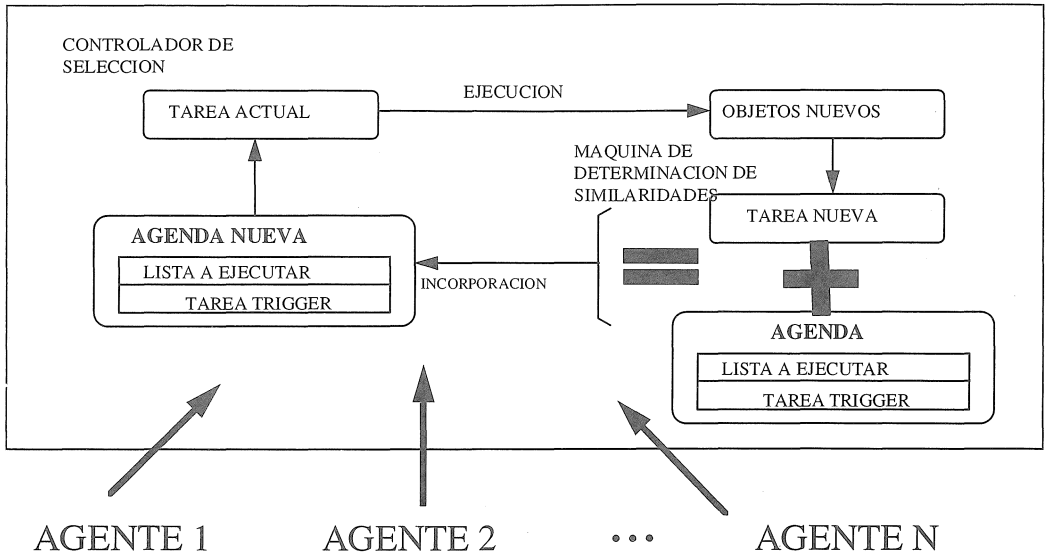 CONTROLADOR DE
SELECCION
TAREA ACTUAL
EJECUCION
OBJETOS NUEVOS
MAQUINA DE
DETERMINACION DE
SIMILARIDADES
TAREA NUEVA
AGENDA NUEVA
LISTA A EJECUTAR
TAREA TRIGGER
INCORPORACION
AGENDA
LISTA A EJECUTAR
TAREA TRIGGER
AGENTE 1
AGENTE 2
...
AGENTE N